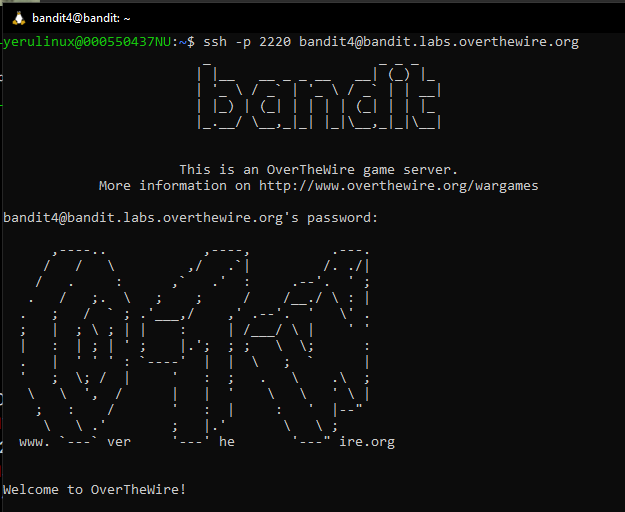 bandit4@bandit: ~
yerulinux@000550437NU:~$ ssh -p 2220 bandit4@bandit.labs.overthewire.org
bandit
This is an OverTheWire game server.
More information on http://www.overthewire.org/wargames
bandit4@bandit.labs.overthewire.org's password:
www. ver he ire.org
Welcome to OverTheWire!